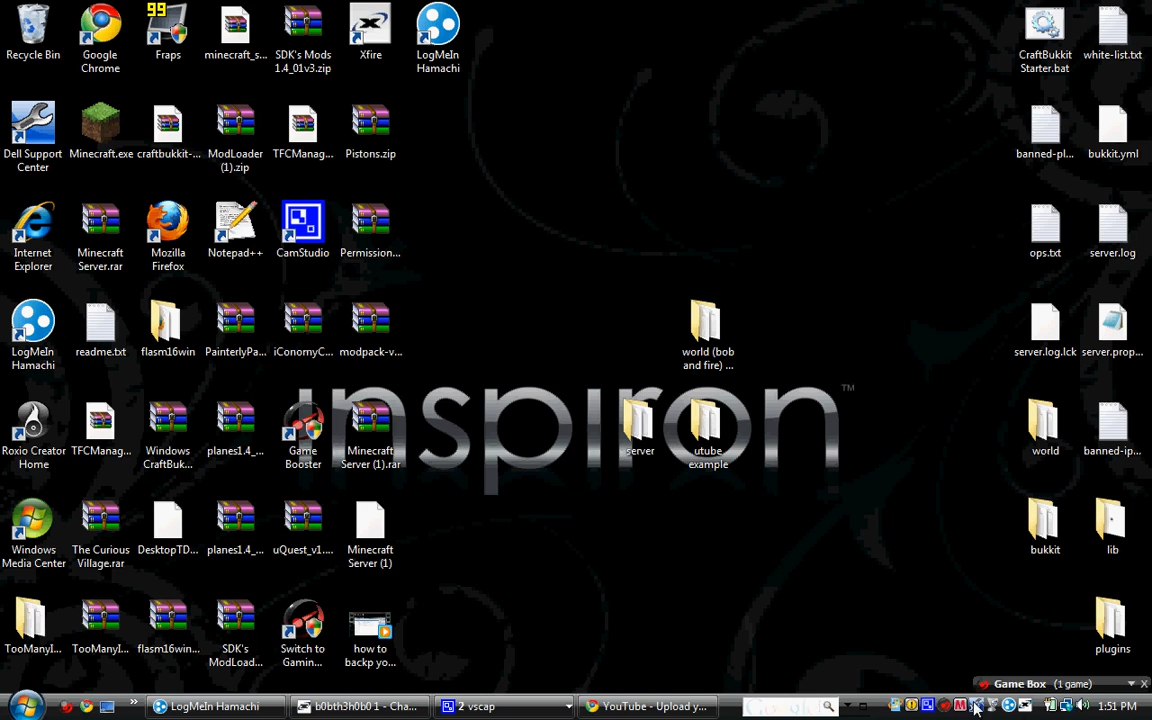 99
Recycle Bin
Google
Chrome
Fraps
minecraft_s...
SDK's Mods
1.4_01v3.zip
Xfire
LogMeIn
Hamachi
CraftBukkit
Starter.bat
white-list.txt
Dell Support
Center
Minecraft.exe
craftbukkit-...
ModLoader
(1).zip
TFCManag...
Pistons.zip
banned-pl...
bukkit.yml
Internet
Explorer
Minecraft
Server.rar
Mozilla
Firefox
Notepad++
CamStudio
Permission...
ops.txt
server.log
LogMeIn
Hamachi
readme.txt
flasm16win
PainterlyPa...
iConomyC...
modpack-v...
world (bob
and fire) ...
server.log.lck
server.prop...
inspiron™
Roxio Creator
Home
TFCManag...
Windows
CraftBuk...
planes1.4_...
Game
Booster
Minecraft
Server (1).rar
server
utube
example
world
banned-ip...
Windows
Media Center
The Curious
Village.rar
DesktopTD...
planes1.4_...
uQuest_v1....
Minecraft
Server (1)
bukkit
lib
TooManyI...
TooManyI...
flasm16win...
SDK's
ModLoad...
Switch to
Gamin...
how to
backp yo...
plugins
Game Box (1 game)
LogMeIn Hamachi
b0bth3h0b0 1 - Cha...
2 vscap
YouTube - Upload y...
Google
1:51 PM